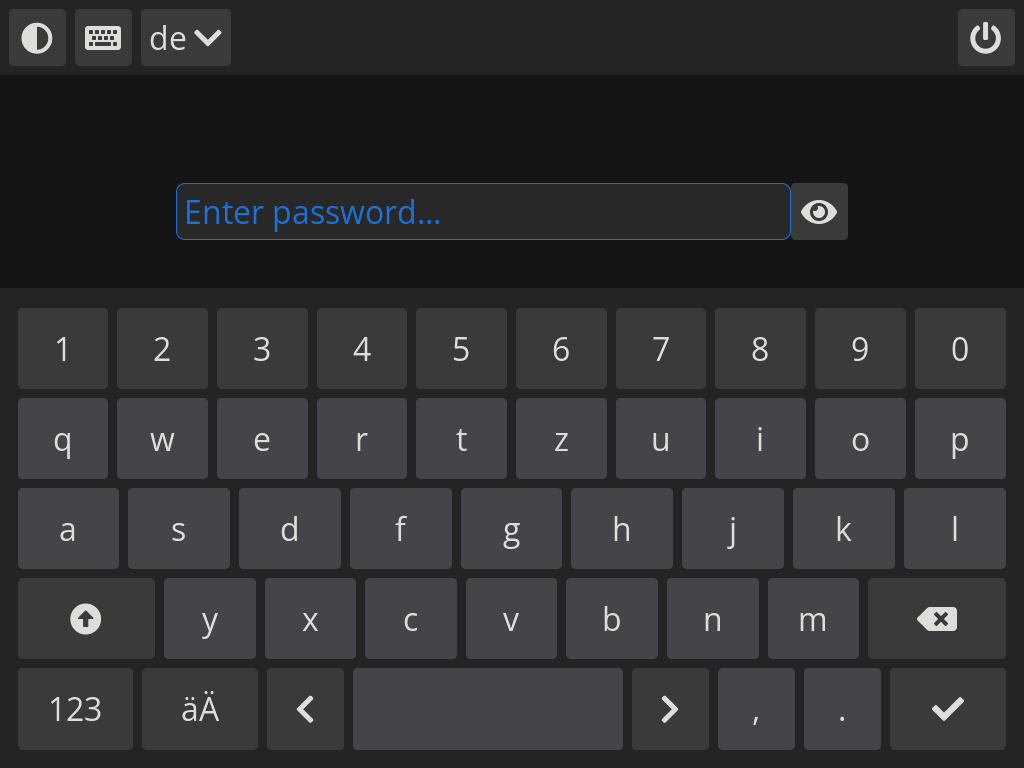 de
Enter password...
1 2 3 4 5 6 7 8 9 0
q w e r t z u i o p
a s d f g h j k l
y x c v b n m
123 äÄ , .